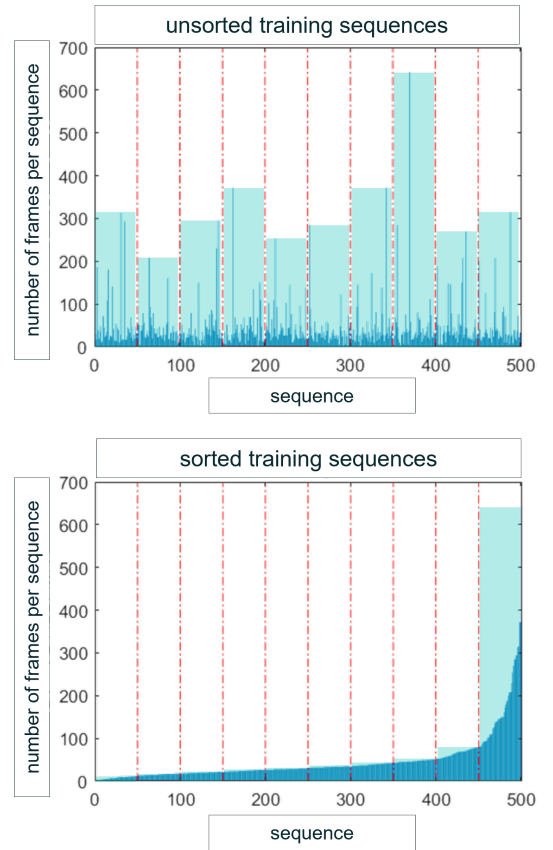 unsorted training sequences
number of frames per sequence
700
600
500
400
300
200
100
0
0 100 200 300 400 500
sequence
sorted training sequences
number of frames per sequence
700
600
500
400
300
200
100
0
0 100 200 300 400 500
sequence